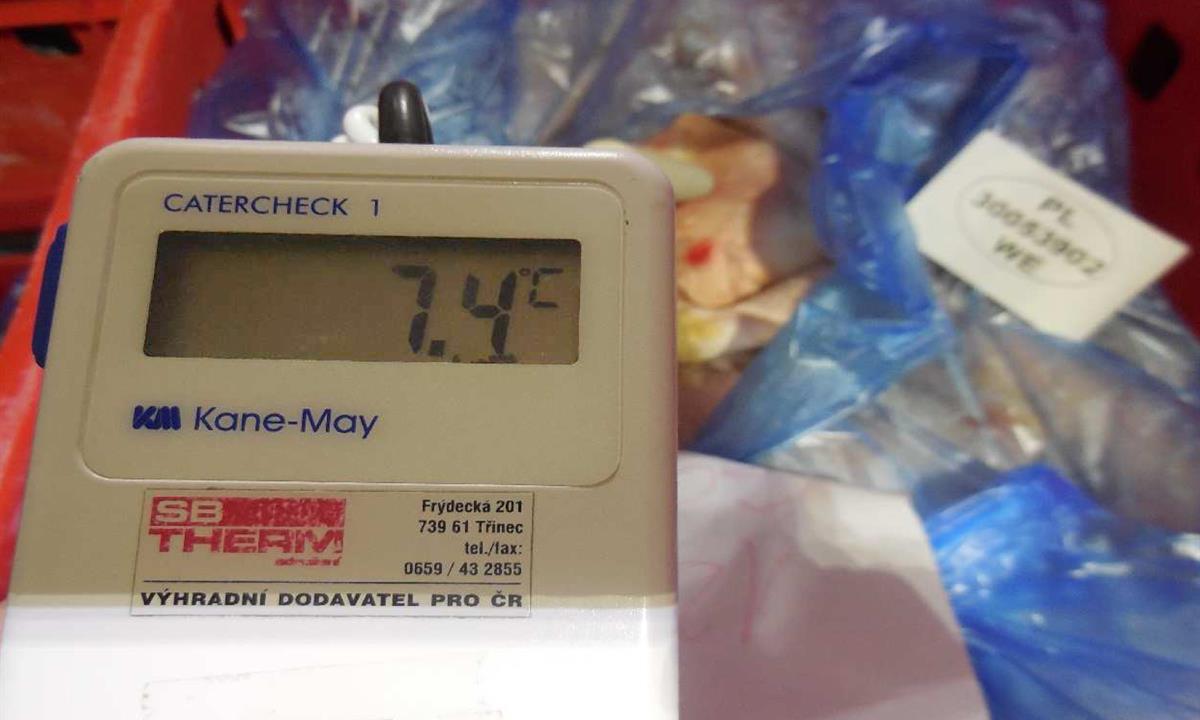 CATERCHECK 1
7.4°C
KM Kane-May
SB
THERM
Frýdecká 201
739 61 Třinec
tel./fax:
0659 / 43 2855
VÝHRADNÍ DODAVATEL PRO ČR
PL
30053902
WE